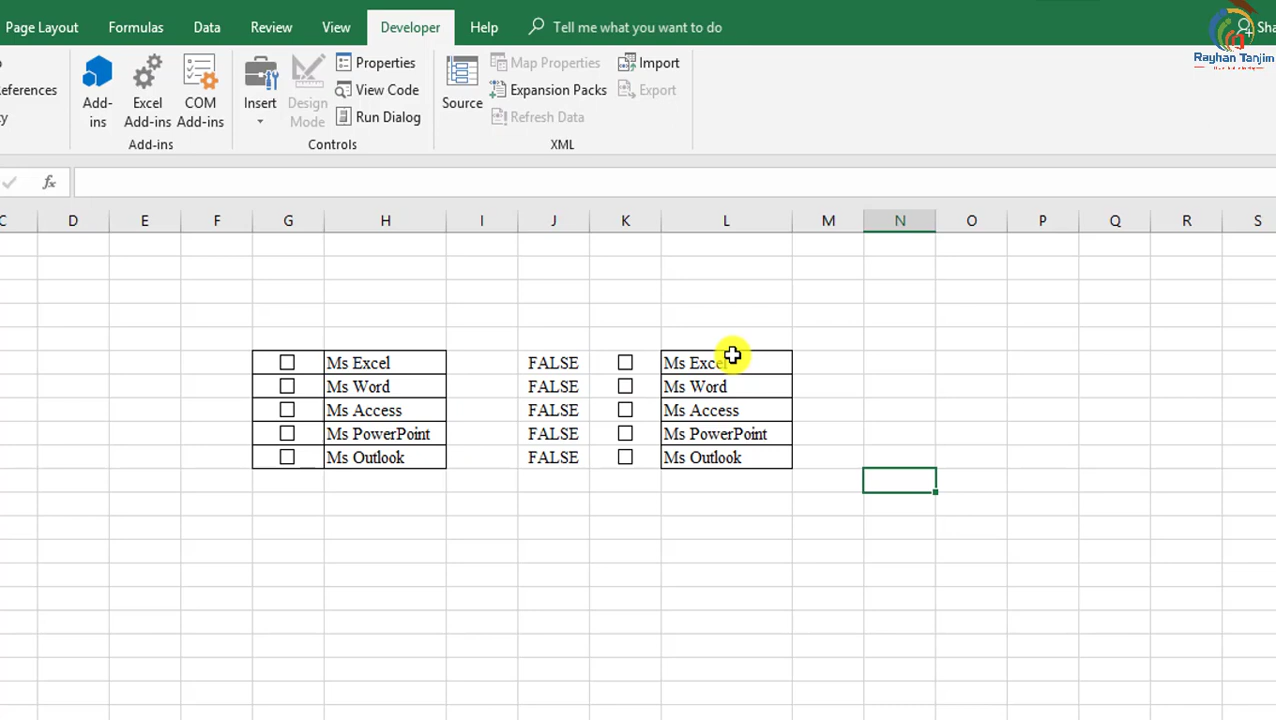 Page Layout Formulas Data Review View Developer Help Tell me what you want to do Sha
Rayhan Tanjim
Properties Map Properties Import
eferences View Code Expansion Packs Export
Add-ins Excel Add-ins COM Add-ins Insert Design Mode Run Dialog Source Refresh Data
Add-ins Controls XML
fx
C D E F G H I J K L M N O P Q R S
Ms Excel FALSE Ms Excel
Ms Word FALSE Ms Word
Ms Access FALSE Ms Access
Ms PowerPoint FALSE Ms PowerPoint
Ms Outlook FALSE Ms Outlook